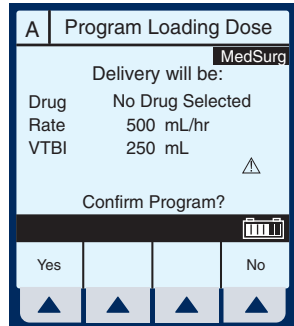 A Program Loading Dose
MedSurg
Delivery will be:
Drug No Drug Selected
Rate 500 mL/hr
VTBI 250 mL
Confirm Program?
Yes No